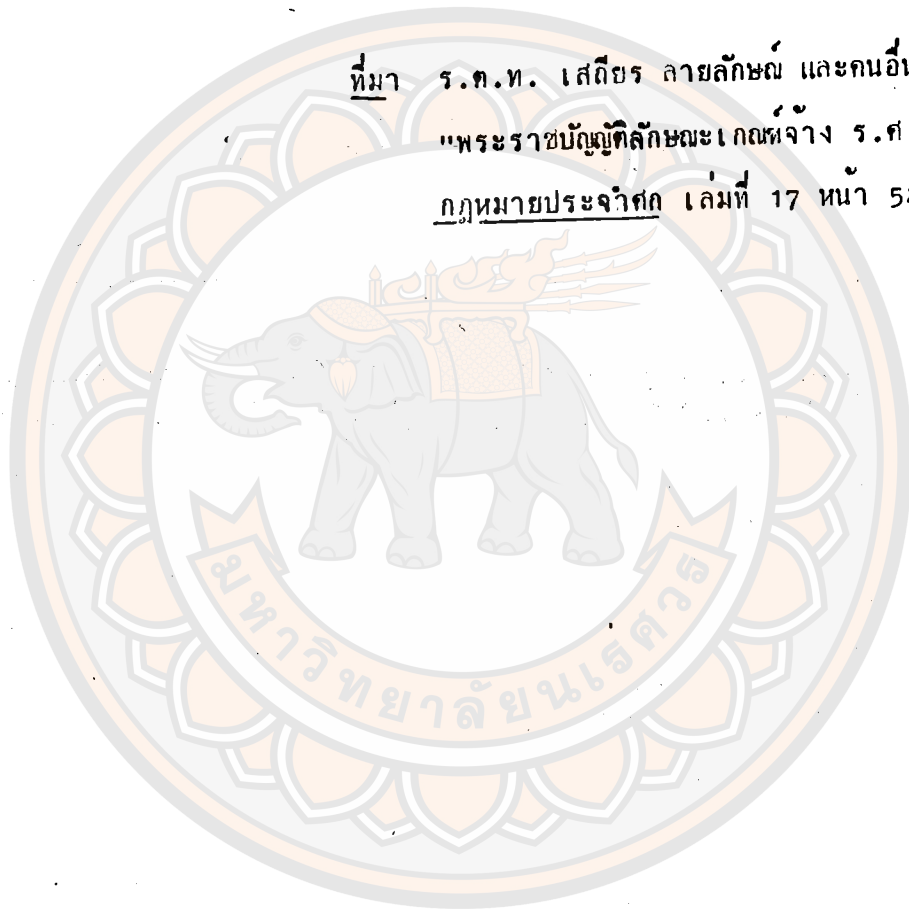 ที่มา ร.ต.ท. เสถียร ลายลักษณ์ และคนอื่น
"พระราชบัญญัติลักษณะเกณฑ์จ้าง ร.ศ
กฎหมายประจำศก เล่มที่ 17 หน้า
มหาวิทยาลัยนเรศวร